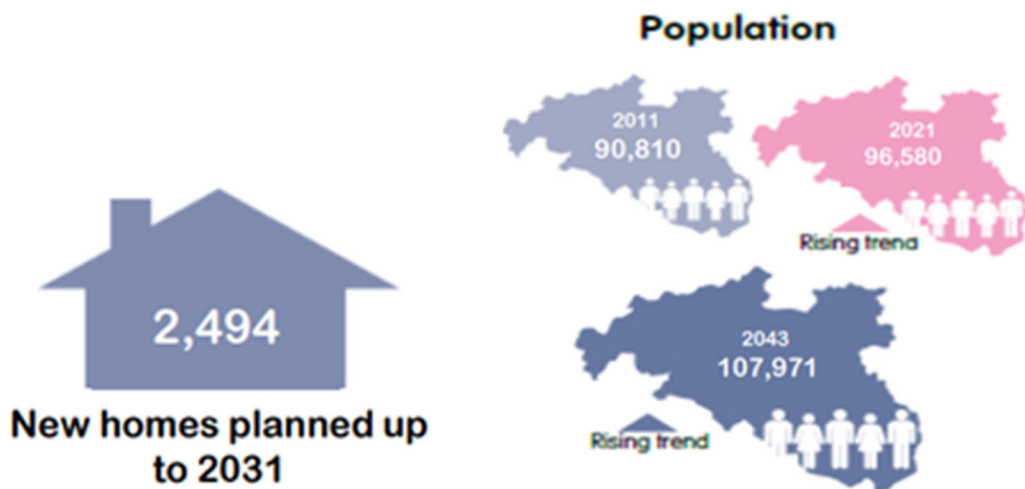 Population
2011
90,810
2021
96,580
Rising trend
2,494
New homes planned up
to 2031
2043
107,971
Rising trend